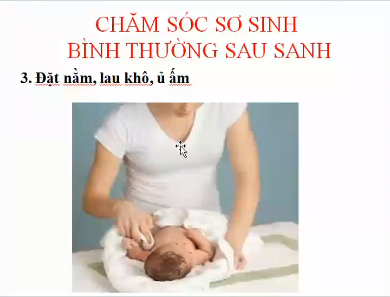 CHĂM SÓC SƠ SINH
BÌNH THƯỜNG SAU SANH
3. Đặt nằm, lau khô, ủ ấm